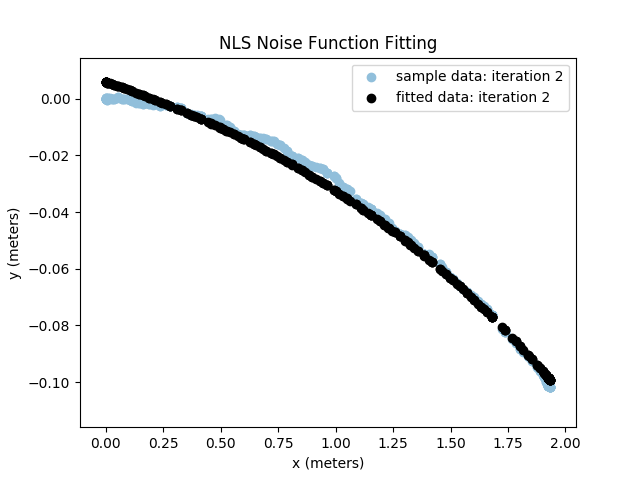 NLS Noise Function Fitting
sample data: iteration 2
fitted data: iteration 2
y (meters)
0.00
−0.02
−0.04
−0.06
−0.08
−0.10
0.00 0.25 0.50 0.75 1.00 1.25 1.50 1.75 2.00
x (meters)